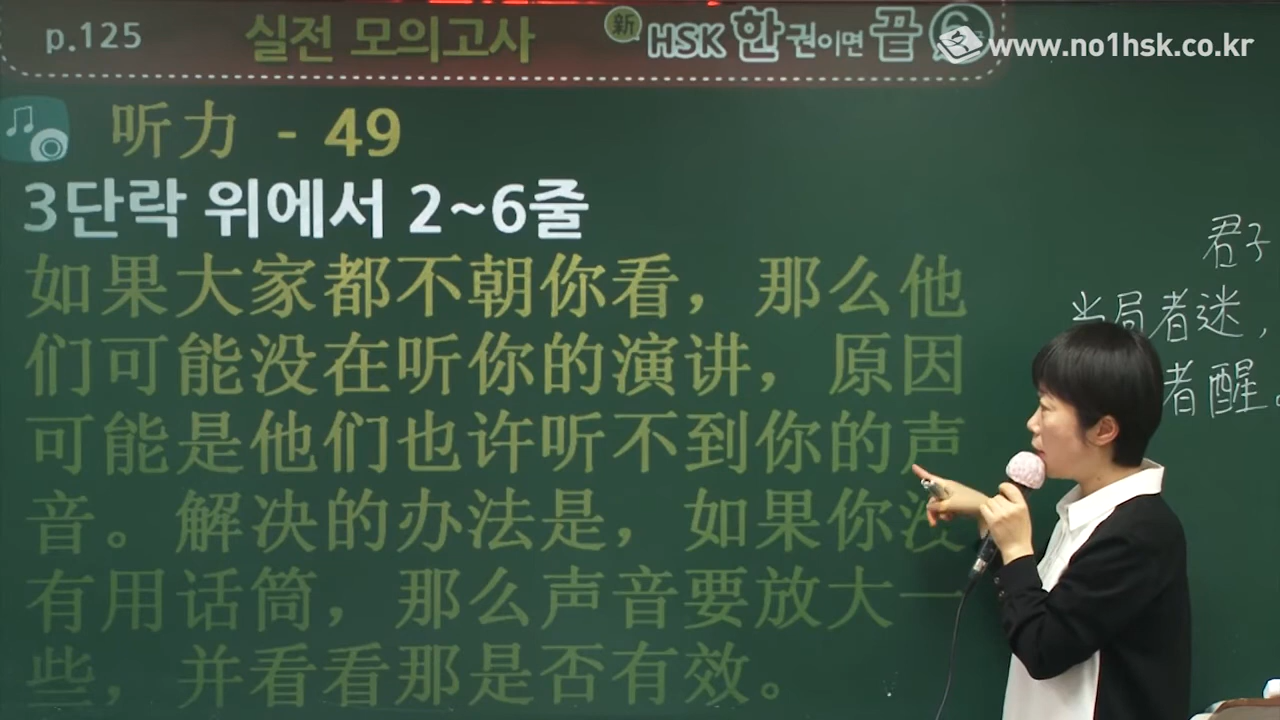 p.125 실전 모의고사 新 HSK 한권이면 끝 6 www.no1hsk.co.kr
听力 - 49
3단락 위에서 2~6줄
如果大家都不朝你看，那么他
们可能没在听你的演讲，原因
可能是他们也许听不到你的声
音。解决的办法是，如果你没
有用话筒，那么声音要放大一
些，并看看那是否有效。
君子
当局者迷，
者醒。